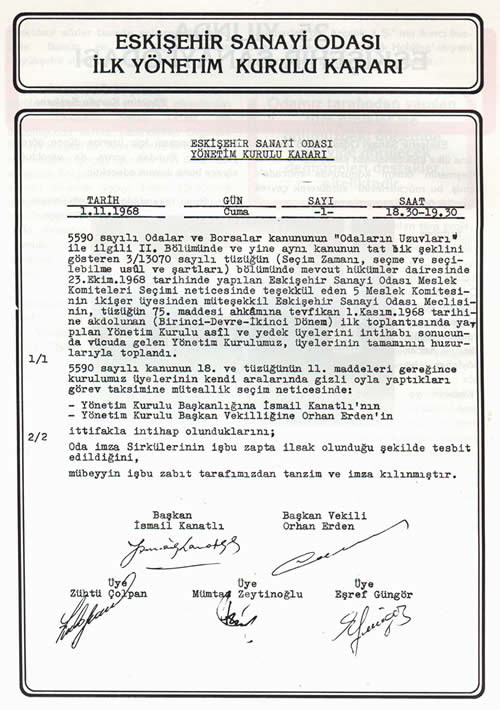 ESKİŞEHİR SANAYİ ODASI
İLK YÖNETİM KURULU KARARI
ESKİŞEHİR SANAYİ ODASI
YÖNETİM KURULU KARARI
TARİH GÜN SAYI SAAT
1.11.1968 Cuma -1- 18.30-19.30
5590 sayılı Odalar ve Borsalar kanununun "Odaların Uzuvları"
ile ilgili II. Bölümünde ve yine aynı kanunun tat bik şeklini
gösteren 3/13070 sayılı tüzüğün (Seçim Zamanı, seçme ve seçi-
lebilme usûl ve şartları) bölümünde mevcut hükümler dairesinde
23.Ekim.1968 tarihinde yapılan Eskişehir Sanayi Odası Meslek
Komiteleri Seçimi neticesinde teşekkül eden 5 Meslek Komitesi-
nin ikişer üyesinden müteşekkil Eskişehir Sanayi Odası Meclisi-
nin, tüzüğün 75. maddesi ahkâmına tevfikan 1.Kasım.1968 tarihi-
ne akdolunan (Birinci-Devre-İkinci Dönem) ilk toplantısında ya-
pılan Yönetim Kurulu asîl ve yedek üyelerini intihabı sonucun-
da vücuda gelen Yönetim Kurulumuz, üyelerinin tamamının huzur-
larıyla toplandı.
1/1
5590 sayılı kanunun 18. ve tüzüğünün 11. maddeleri gereğince
kurulumuz üyelerinin kendi aralarında gizli oyla yaptıkları
görev taksimine müteallik seçim neticesinde:
- Yönetim Kurulu Başkanlığına İsmail Kanatlı'nın
- Yönetim Kurulu Başkan Vekilliğine Orhan Erden'in
ittifakla intihap olunduklarını;
2/2
Oda imza Sirkülerinin işbu zapta ilsak olunduğu şekilde tesbit
edildiğini,
mübeyyin işbu zabıt tarafımızdan tanzim ve imza kılınmıştır.
Başkan Başkan Vekili
İsmail Kanatlı Orhan Erden
Üye Üye Üye
Zühtü Çolpan Mümtaz Zeytinoğlu Eşref Güngör